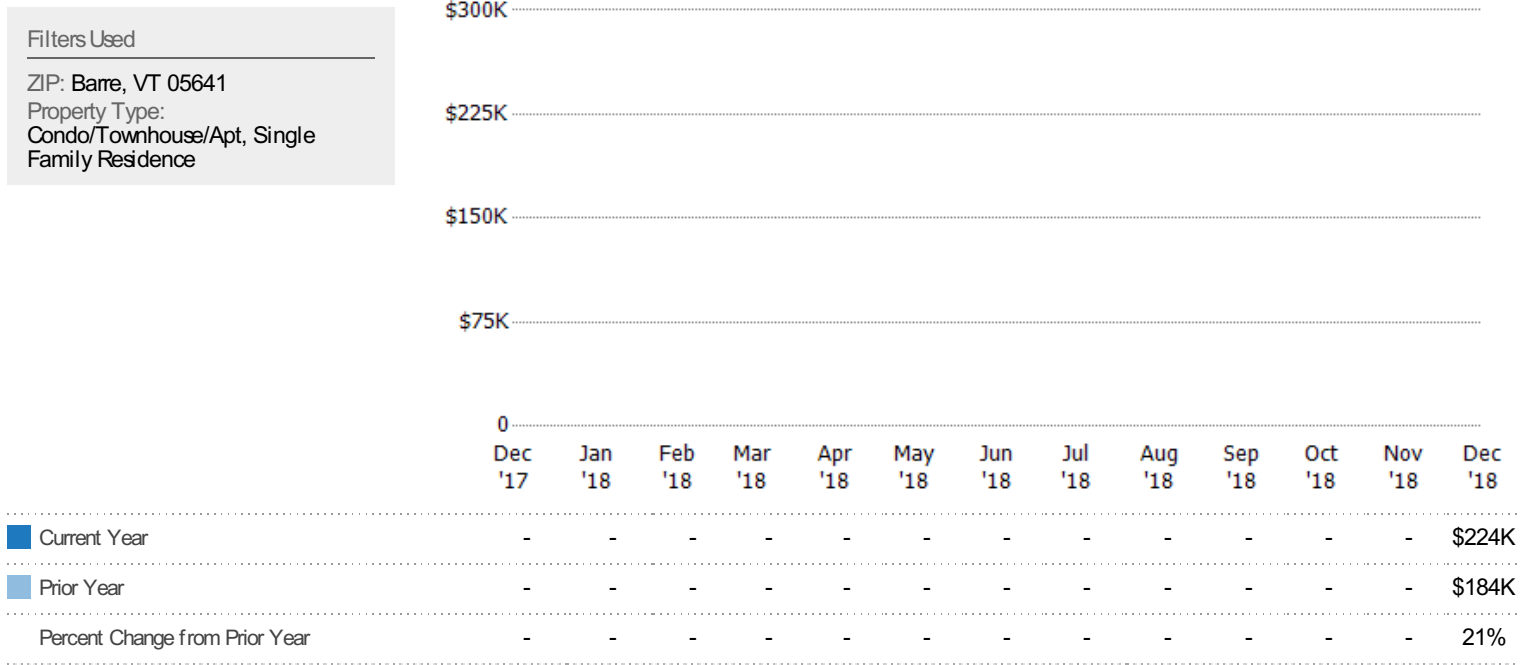 Filters Used
ZIP: Barre, VT 05641
Property Type:
Condo/Townhouse/Apt, Single
Family Residence
$300K
$225K
$150K
$75K
0
Dec Jan Feb Mar Apr May Jun Jul Aug Sep Oct Nov Dec
'17 '18 '18 '18 '18 '18 '18 '18 '18 '18 '18 '18 '18
Current Year - - - - - - - - - - - - $224K
Prior Year - - - - - - - - - - - - $184K
Percent Change from Prior Year - - - - - - - - - - - - 21%